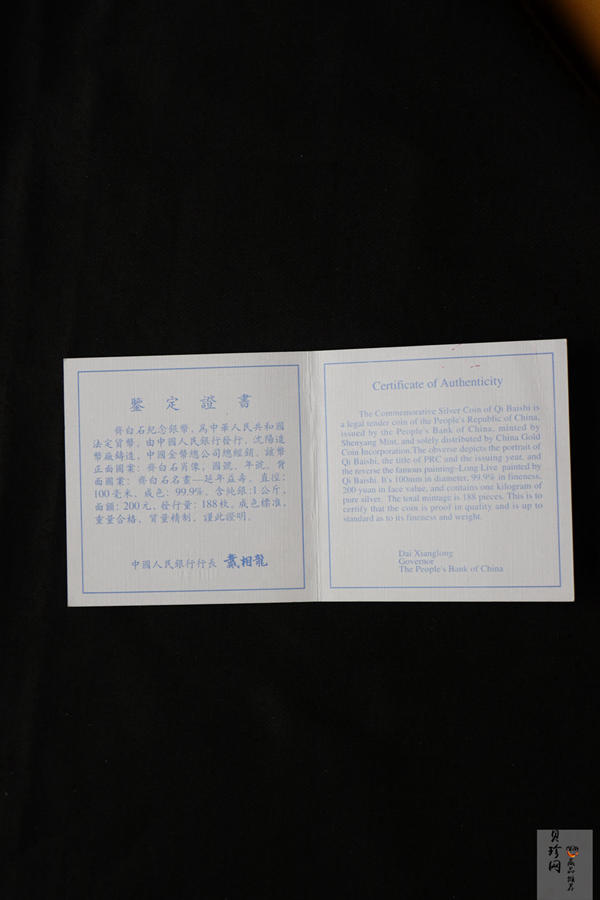 鑒定證書
齊白石紀念銀幣，爲中華人民共和國
法定貨幣，由中國人民銀行發行，沈陽造
幣廠鑄造，中國金幣總公司總經銷。該幣
正面圖案：齊白石肖像，國號，年號。背
面圖案：齊白石名畫—延年益壽。直徑：
100毫米，成色：99.9%，含純銀：1公斤，
面額：200元，發行量：188枚。成色標準，
重量合格，質量精制，謹此證明。
中國人民銀行行長 戴相龍
Certificate of Authenticity
The Commemorative Silver Coin of Qi Baishi is
a legal tender coin of the People's Republic of China,
issued by the People's Bank of China, minted by
Shenyang Mint, and solely distributed by China Gold
Coin Incorporation.The obverse depicts the portrait of
Qi Baishi, the title of PRC and the issuing year, and
the reverse the famous painting–Long Live painted by
Qi Baishi. It's 100mm in diameter, 99.9% in fineness,
200 yuan in face value, and contains one kilogram of
pure silver. The total mintage is 188 pieces. This is to
certify that the coin is proof in quality and is up to
standard as to its fineness and weight.
Dai Xianglong
Governor
The People's Bank of China
贝珍网
商品推荐